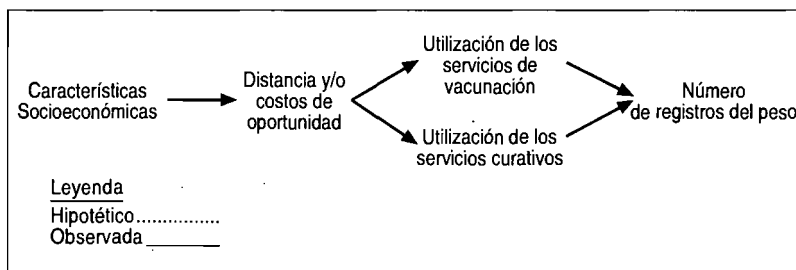 Características
Socioeconómicas
Distancia y/o
costos de
oportunidad
Utilización de los
servicios de
vacunación
Utilización de los
servicios curativos
Número
de registros del peso
Leyenda
Hipotético...............
Observada_________